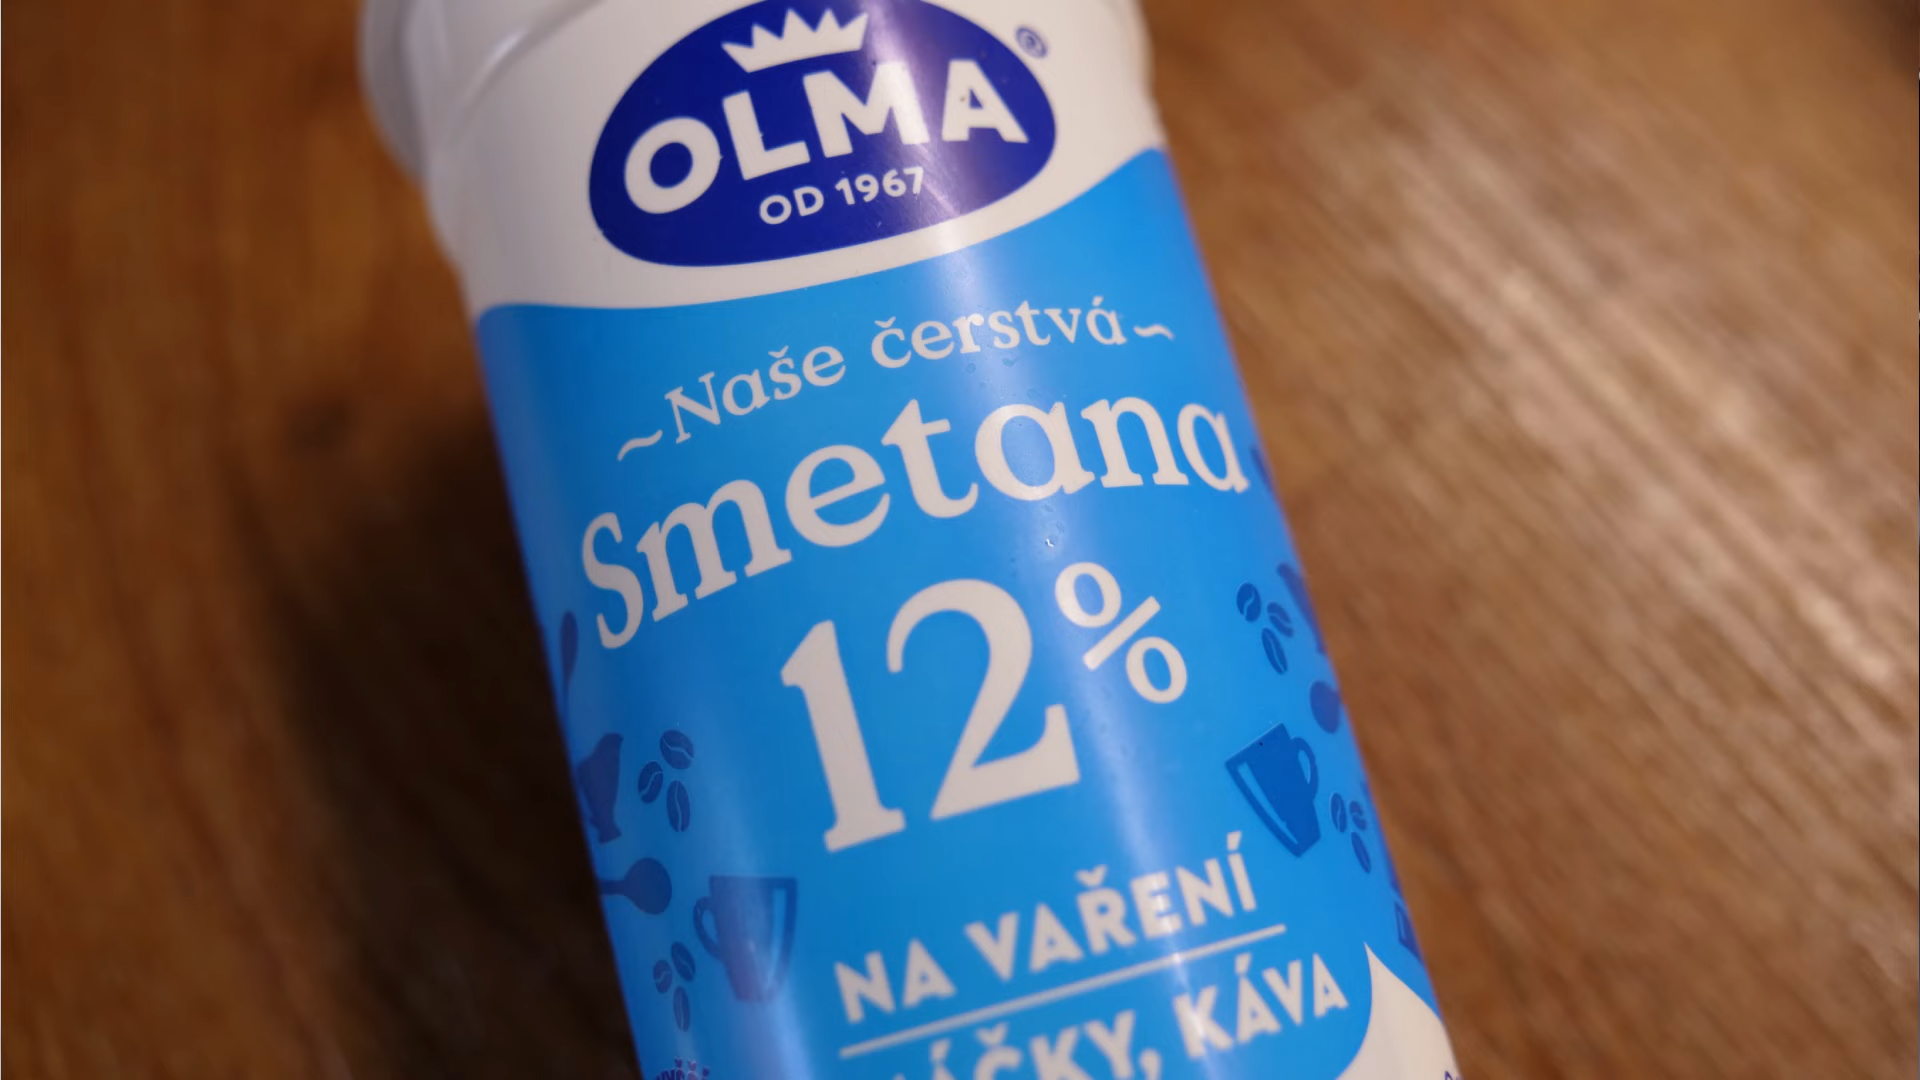 OLMA
®
OD 1967
~Naše čerstvá~
Smetana
12%
NA VAŘENÍ
KÁVA